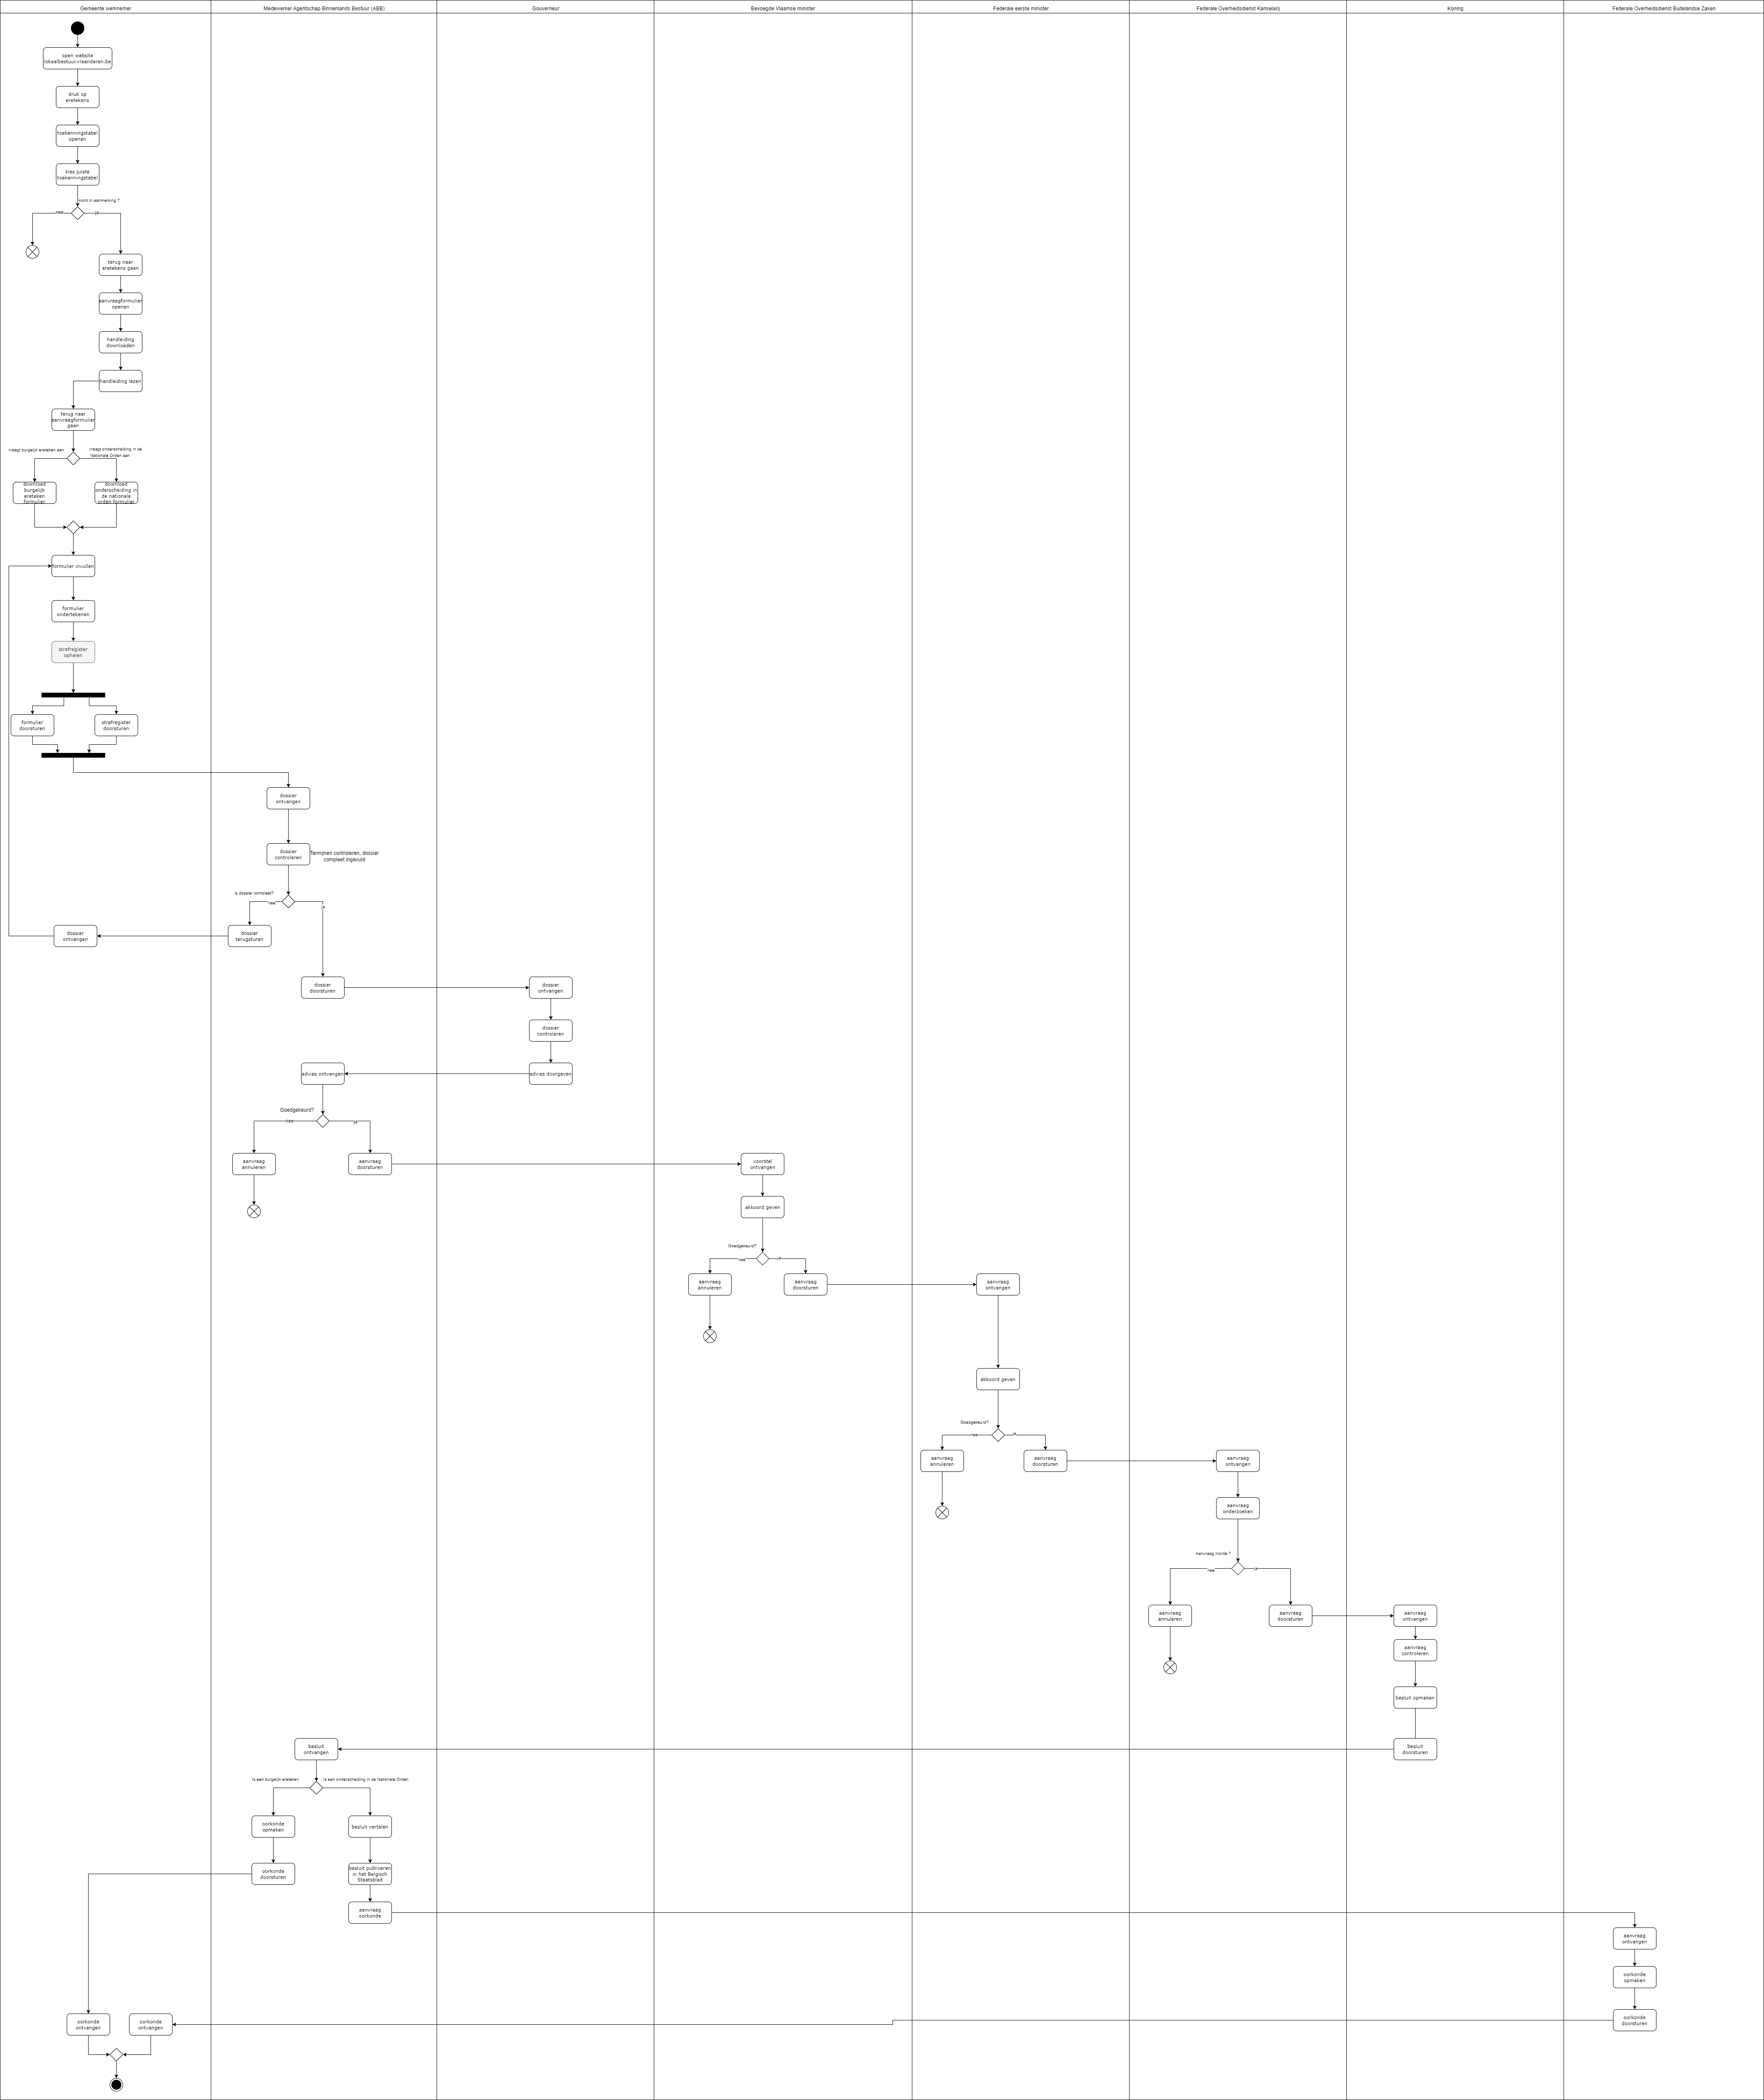 Gemeente werknemer
Medewerker Agentschap Binnenlands Bestuur (ABB)
Gouverneur
Bevoegde Vlaamse minister
Federale eerste minister
Federale Overheidsdienst Kanselarij
Koning
Federale Overheidsdienst Buitelandse Zaken
open website
lokaalbestuur.vlaanderen.be
druk op
eretekens
toekenningstabel
openen
kies juiste
toekenningstabel
komt in aanmerking ?
nee
ja
terug naar
eretekens gaan
aanvraagformulier
openen
handleiding
downloaden
handleiding lezen
terug naar
aanvraagformulier
gaan
vraagt burgelijk ereteken aan
vraagt onderscheiding in de
Nationale Orden aan
download
burgelijk
ereteken
formulier
download
onderscheiding in
de nationale
orden formulier
formulier invullen
formulier
ondertekenen
strafregister
ophalen
formulier
doorsturen
strafregister
doorsturen
dossier
ontvangen
dossier
controleren
Termijnen controleren, dossier
compleet ingevuld
Is dossier compleet?
nee
ja
dossier
ontvangen
dossier
terugsturen
dossier
doorsturen
dossier
ontvangen
dossier
controleren
advies ontvangen
advies doorgeven
Goedgekeurd?
nee
ja
aanvraag
annuleren
aanvraag
doorsturen
voorstel
ontvangen
akkoord geven
Goedgekeurd?
nee
ja
aanvraag
annuleren
aanvraag
doorsturen
aanvraag
ontvangen
akkoord geven
Goedgekeurd?
nee
ja
aanvraag
annuleren
aanvraag
doorsturen
aanvraag
ontvangen
aanvraag
onderzoeken
Aanvraag inorde ?
nee
ja
aanvraag
annuleren
aanvraag
doorsturen
aanvraag
ontvangen
aanvraag
controleren
besluit opmaken
besluit
ontvangen
besluit
doorsturen
Is een burgelijk ereteken
Is een onderscheiding in de Nationale Orden
oorkonde
opmaken
besluit vertalen
oorkonde
doorsturen
besluit publiceren
in het Belgisch
Staatsblad
aanvraag
oorkonde
aanvraag
ontvangen
oorkonde
opmaken
oorkonde
ontvangen
oorkonde
ontvangen
oorkonde
doorsturen